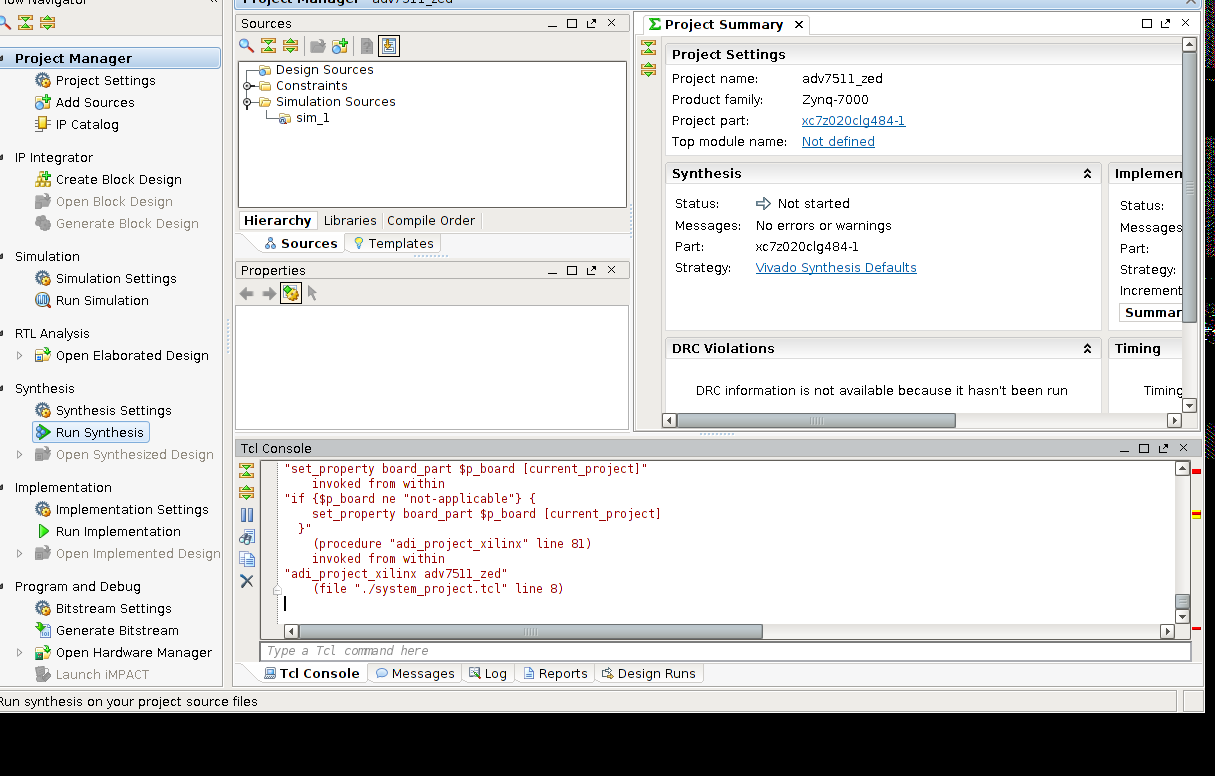 Flow Navigator
Project Manager
Project Settings
Add Sources
IP Catalog
IP Integrator
Create Block Design
Open Block Design
Generate Block Design
Simulation
Simulation Settings
Run Simulation
RTL Analysis
Open Elaborated Design
Synthesis
Synthesis Settings
Run Synthesis
Open Synthesized Design
Implementation
Implementation Settings
Run Implementation
Open Implemented Design
Program and Debug
Bitstream Settings
Generate Bitstream
Open Hardware Manager
Launch iMPACT
Project Manager - adv7511_zed
Sources
Design Sources
Constraints
Simulation Sources
sim_1
Hierarchy Libraries Compile Order
Sources Templates
Properties
Project Summary
Project Settings
Project name: adv7511_zed
Product family: Zynq-7000
Project part: xc7z020clg484-1
Top module name: Not defined
Synthesis
Status: Not started
Messages: No errors or warnings
Part: xc7z020clg484-1
Strategy: Vivado Synthesis Defaults
Implemen
Status:
Messages
Part:
Strategy:
Increment
Summar
DRC Violations
DRC information is not available because it hasn't been run
Timing
Timing
Tcl Console
"set_property board_part $p_board [current_project]"
invoked from within
"if {$p_board ne "not-applicable"} {
set_property board_part $p_board [current_project]
}"
(procedure "adi_project_xilinx" line 81)
invoked from within
"adi_project_xilinx adv7511_zed"
(file "./system_project.tcl" line 8)
Type a Tcl command here
Tcl Console Messages Log Reports Design Runs
Run synthesis on your project source files